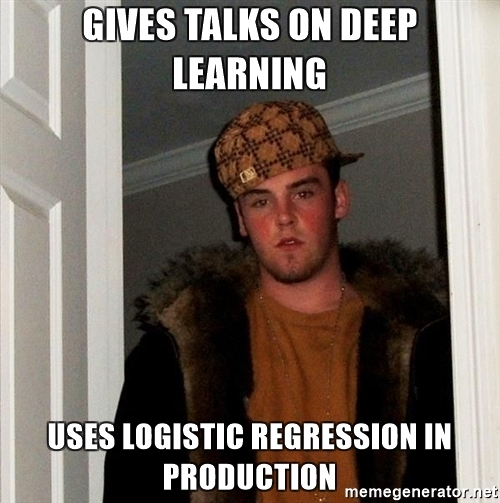 GIVES TALKS ON DEEP
LEARNING
USES LOGISTIC REGRESSION IN
PRODUCTION
memegenerator.net